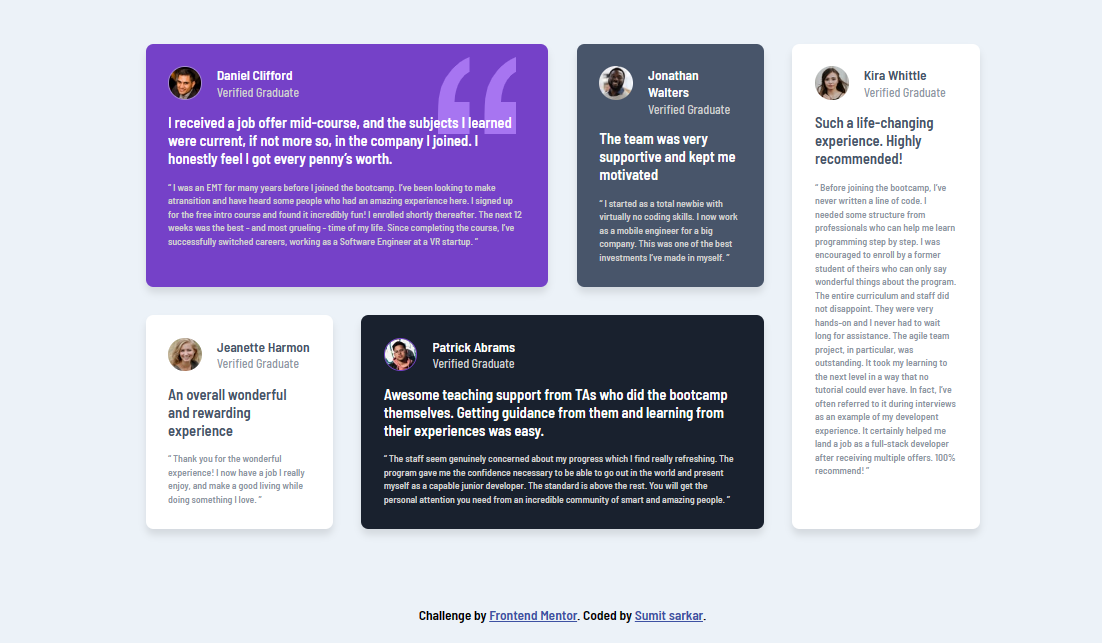 Daniel Clifford
Verified Graduate
I received a job offer mid-course, and the subjects I learned
were current, if not more so, in the company I joined. I
honestly feel I got every penny’s worth.
“ I was an EMT for many years before I joined the bootcamp. I’ve been looking to make
atransition and have heard some people who had an amazing experience here. I signed up
for the free intro course and found it incredibly fun! I enrolled shortly thereafter. The next 12
weeks was the best - and most grueling - time of my life. Since completing the course, I’ve
successfully switched careers, working as a Software Engineer at a VR startup. ”
Jonathan
Walters
Verified Graduate
The team was very
supportive and kept me
motivated
“ I started as a total newbie with
virtually no coding skills. I now work
as a mobile engineer for a big
company. This was one of the best
investments I’ve made in myself. ”
Kira Whittle
Verified Graduate
Such a life-changing
experience. Highly
recommended!
“ Before joining the bootcamp, I’ve
never written a line of code. I
needed some structure from
professionals who can help me learn
programming step by step. I was
encouraged to enroll by a former
student of theirs who can only say
wonderful things about the program.
The entire curriculum and staff did
not disappoint. They were very
hands-on and I never had to wait
long for assistance. The agile team
project, in particular, was
outstanding. It took my learning to
the next level in a way that no
tutorial could ever have. In fact, I’ve
often referred to it during interviews
as an example of my developent
experience. It certainly helped me
land a job as a full-stack developer
after receiving multiple offers. 100%
recommend! ”
Jeanette Harmon
Verified Graduate
An overall wonderful
and rewarding
experience
“ Thank you for the wonderful
experience! I now have a job I really
enjoy, and make a good living while
doing something I love. ”
Patrick Abrams
Verified Graduate
Awesome teaching support from TAs who did the bootcamp
themselves. Getting guidance from them and learning from
their experiences was easy.
“ The staff seem genuinely concerned about my progress which I find really refreshing. The
program gave me the confidence necessary to be able to go out in the world and present
myself as a capable junior developer. The standard is above the rest. You will get the
personal attention you need from an incredible community of smart and amazing people. ”
Challenge by Frontend Mentor. Coded by Sumit sarkar.